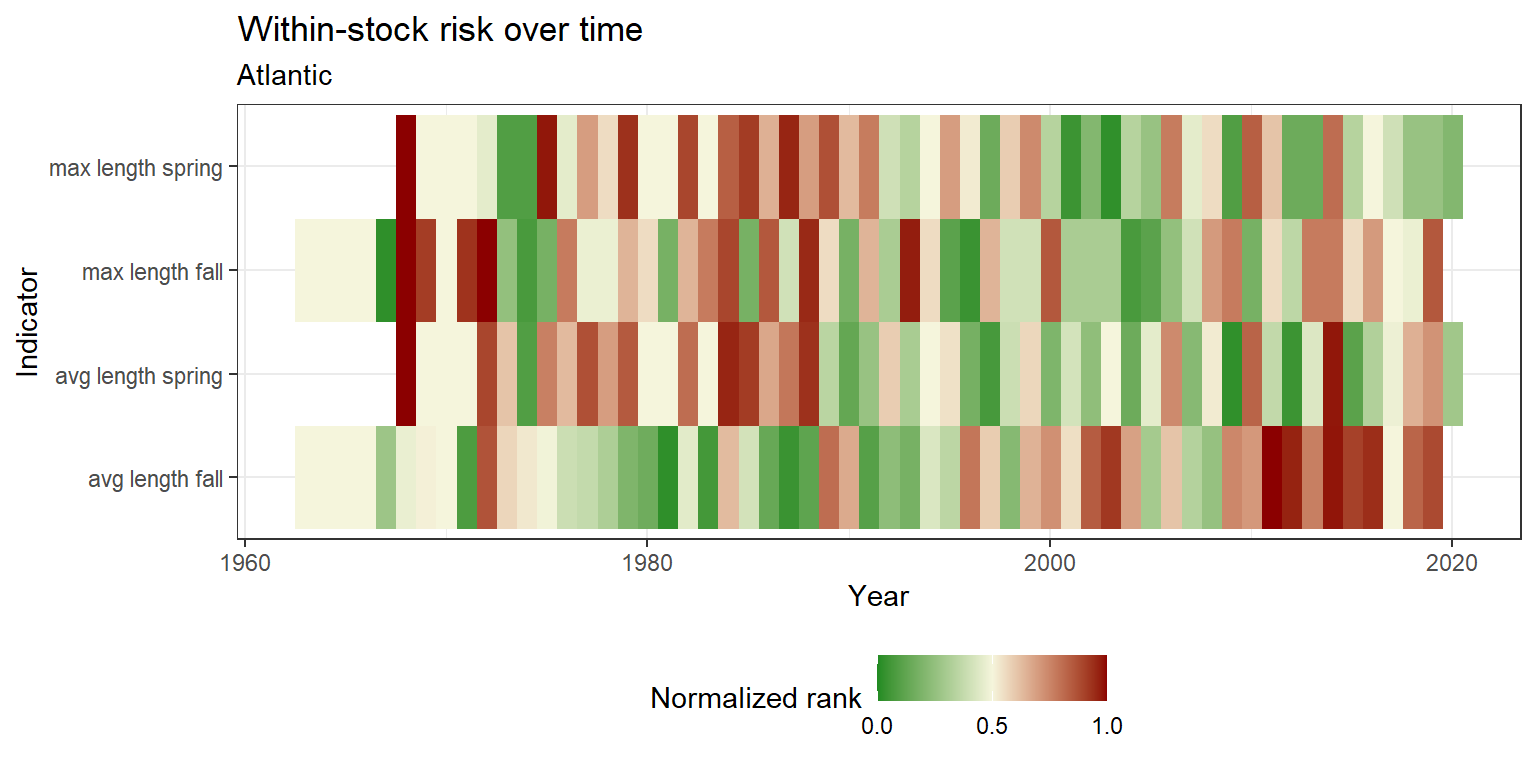 Within-stock risk over time
Atlantic
Indicator
max length spring
max length fall
avg length spring
avg length fall
1960 1980 2000 2020
Year
Normalized rank
0.0 0.5 1.0